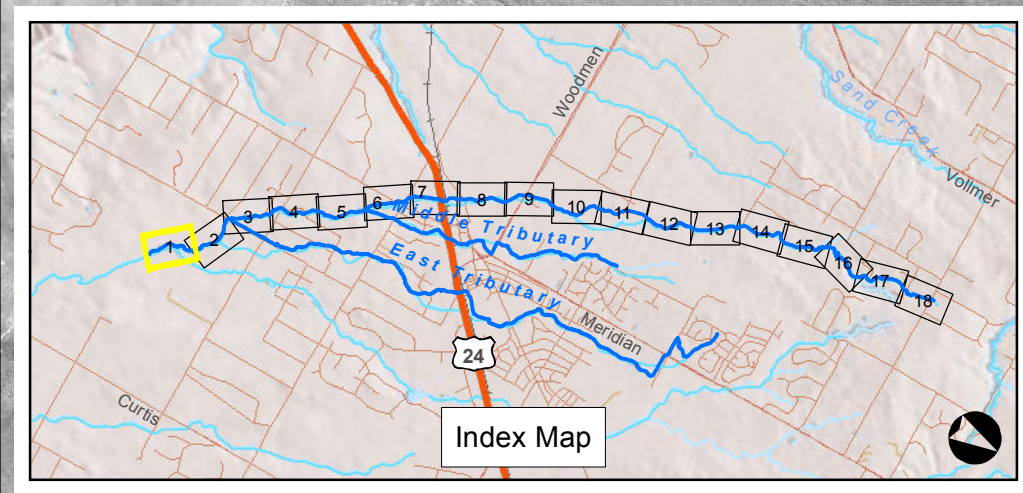 Woodmen
Sand Creek
Vollmer
1
2
3
4
5
6
7
8
9
10
11
12
13
14
15
16
17
18
Middle Tributary
East Tributary
Meridian
24
Curtis
Index Map